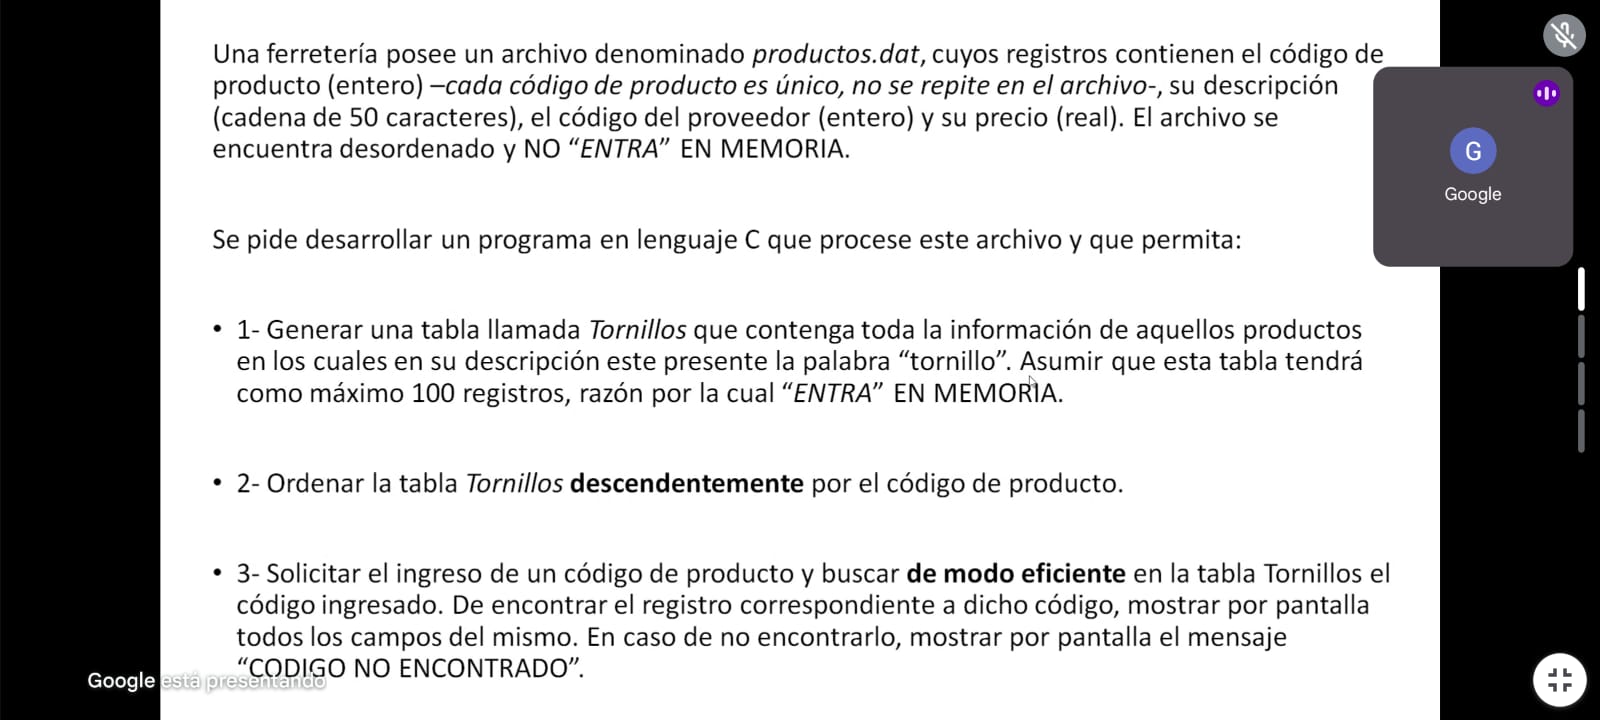 Una ferretería posee un archivo denominado productos.dat, cuyos registros contienen el código de
producto (entero) –cada código de producto es único, no se repite en el archivo-, su descripción
(cadena de 50 caracteres), el código del proveedor (entero) y su precio (real). El archivo se
encuentra desordenado y NO “ENTRA” EN MEMORIA.
G
Google
Se pide desarrollar un programa en lenguaje C que procese este archivo y que permita:
• 1- Generar una tabla llamada Tornillos que contenga toda la información de aquellos productos
en los cuales en su descripción este presente la palabra “tornillo”. Asumir que esta tabla tendrá
como máximo 100 registros, razón por la cual “ENTRA” EN MEMORIA.
• 2- Ordenar la tabla Tornillos descendentemente por el código de producto.
• 3- Solicitar el ingreso de un código de producto y buscar de modo eficiente en la tabla Tornillos el
código ingresado. De encontrar el registro correspondiente a dicho código, mostrar por pantalla
todos los campos del mismo. En caso de no encontrarlo, mostrar por pantalla el mensaje
“CODIGO NO ENCONTRADO”.
Google está presentando